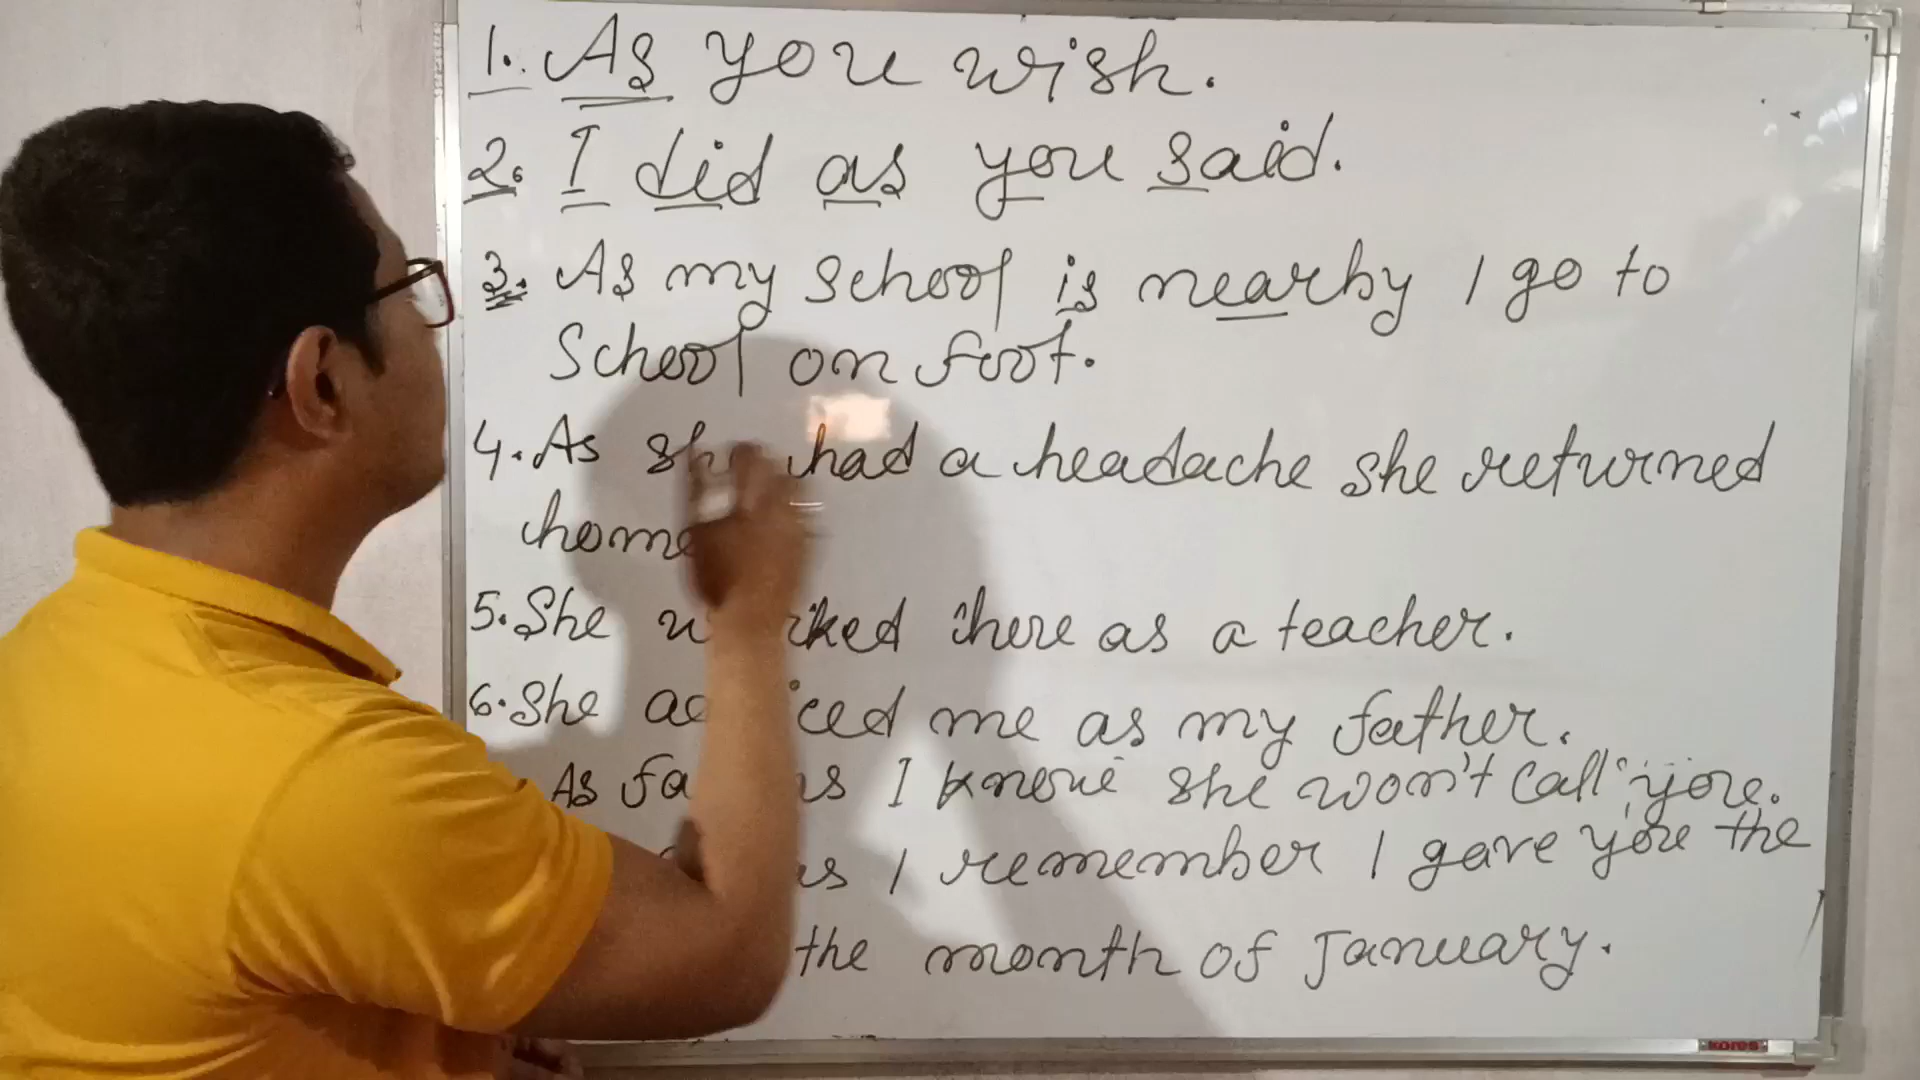 1. As you wish.
2. I did as you said.
3. As my school is nearby I go to
School on foot.
4. As she had a headache she returned
home
5. She worked there as a teacher.
6. She adviced me as my father.
As far as I know she won't call you.
as I remember I gave you the
the month of January.
kores